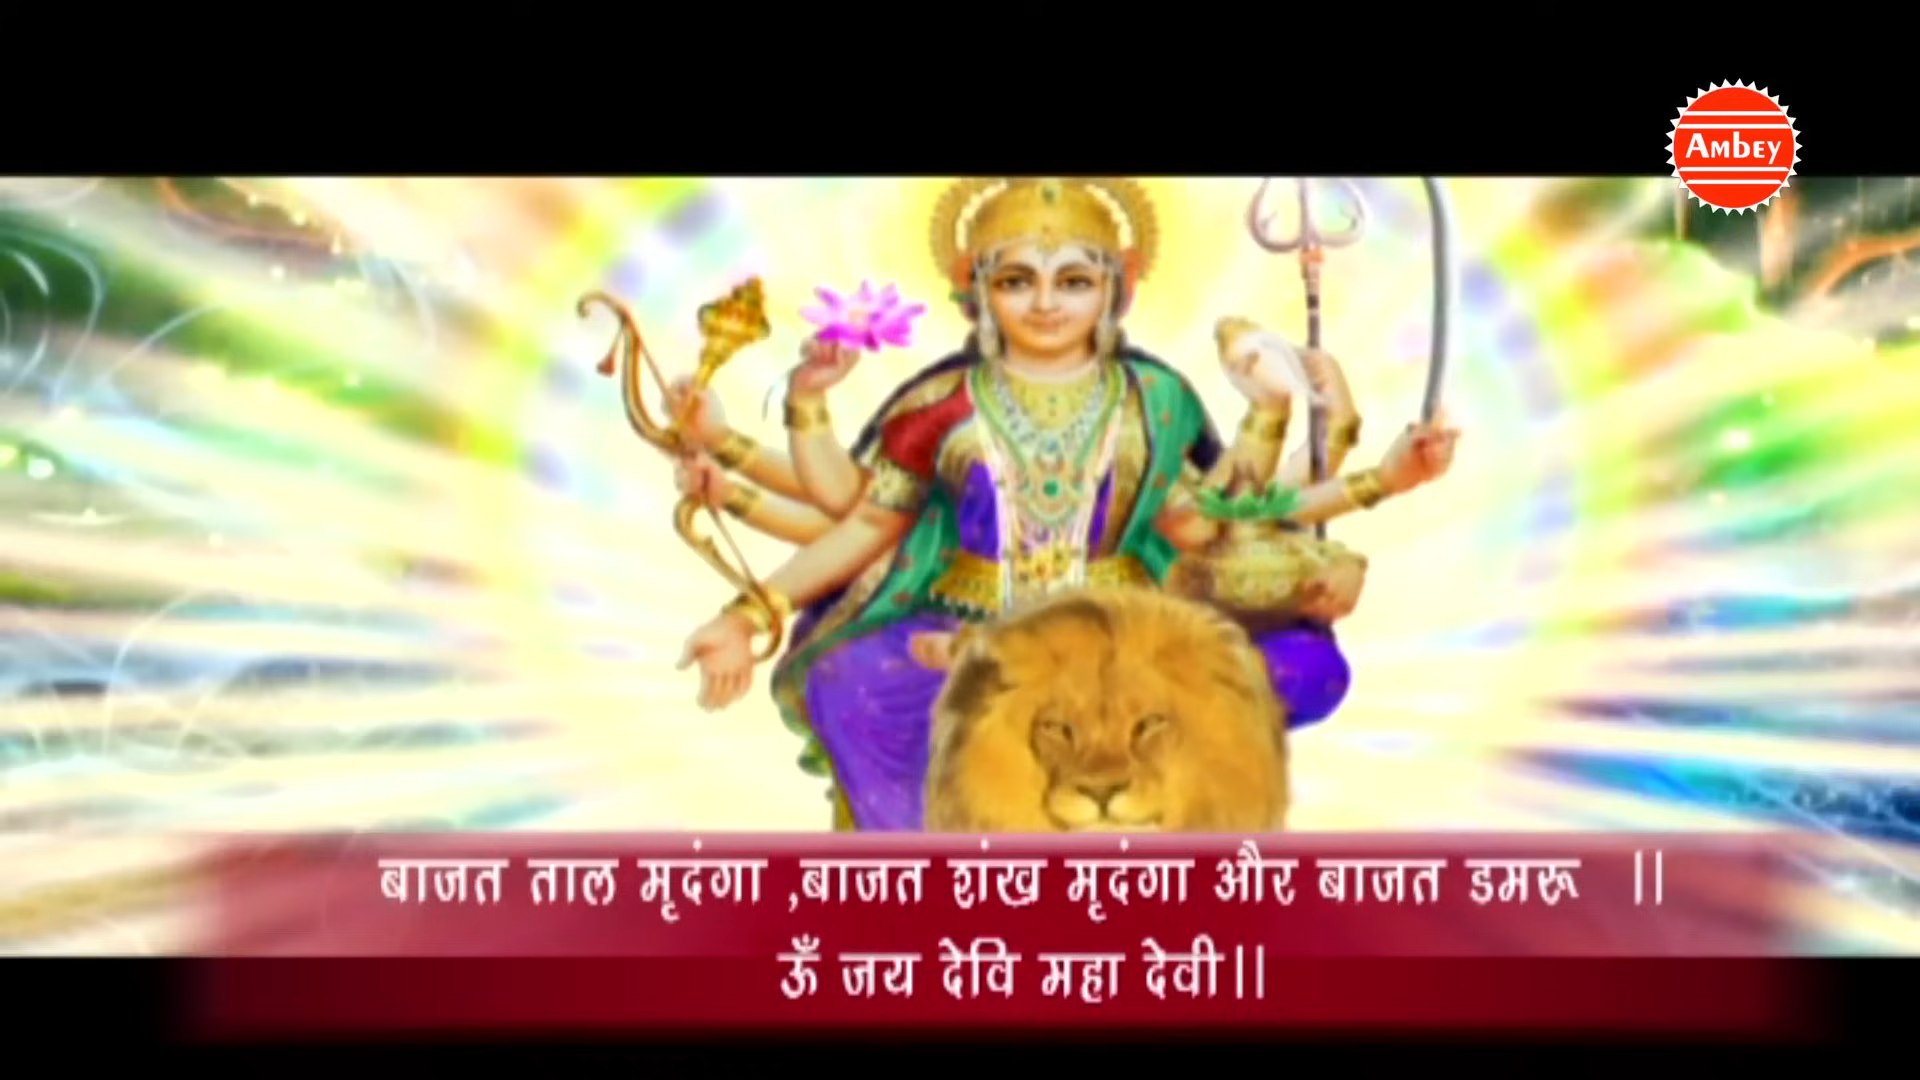 AMBEY
बाजत ताल मृदंगा ,बाजत शंख मृदंगा और बाजत डमरू ||
ऊँ जय देवि महा देवी||